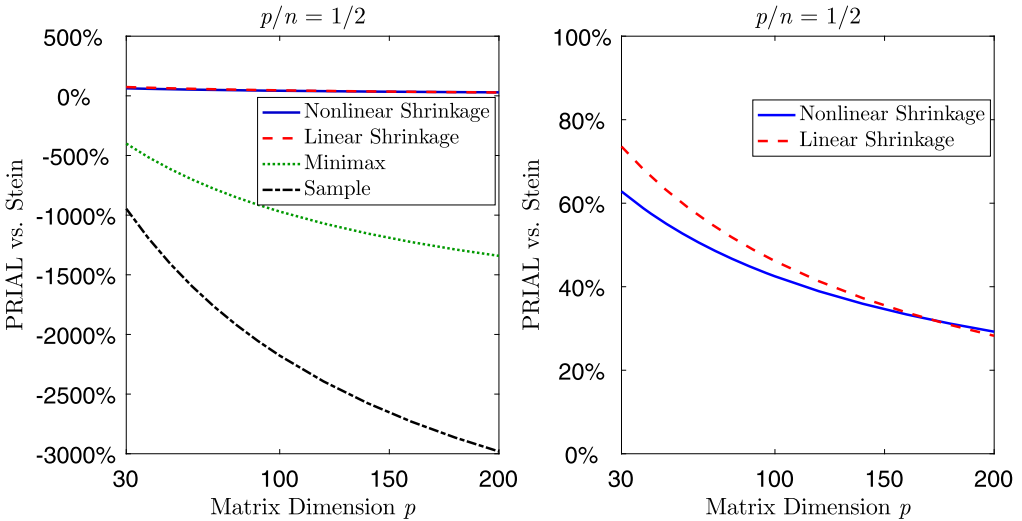 p/n = 1/2
500%
0%
-500%
-1000%
-1500%
-2000%
-2500%
-3000%
PRIAL vs. Stein
Nonlinear Shrinkage
Linear Shrinkage
Minimax
Sample
30
100
150
200
Matrix Dimension p
p/n = 1/2
100%
80%
60%
40%
20%
0%
PRIAL vs. Stein
Nonlinear Shrinkage
Linear Shrinkage
30
100
150
200
Matrix Dimension p